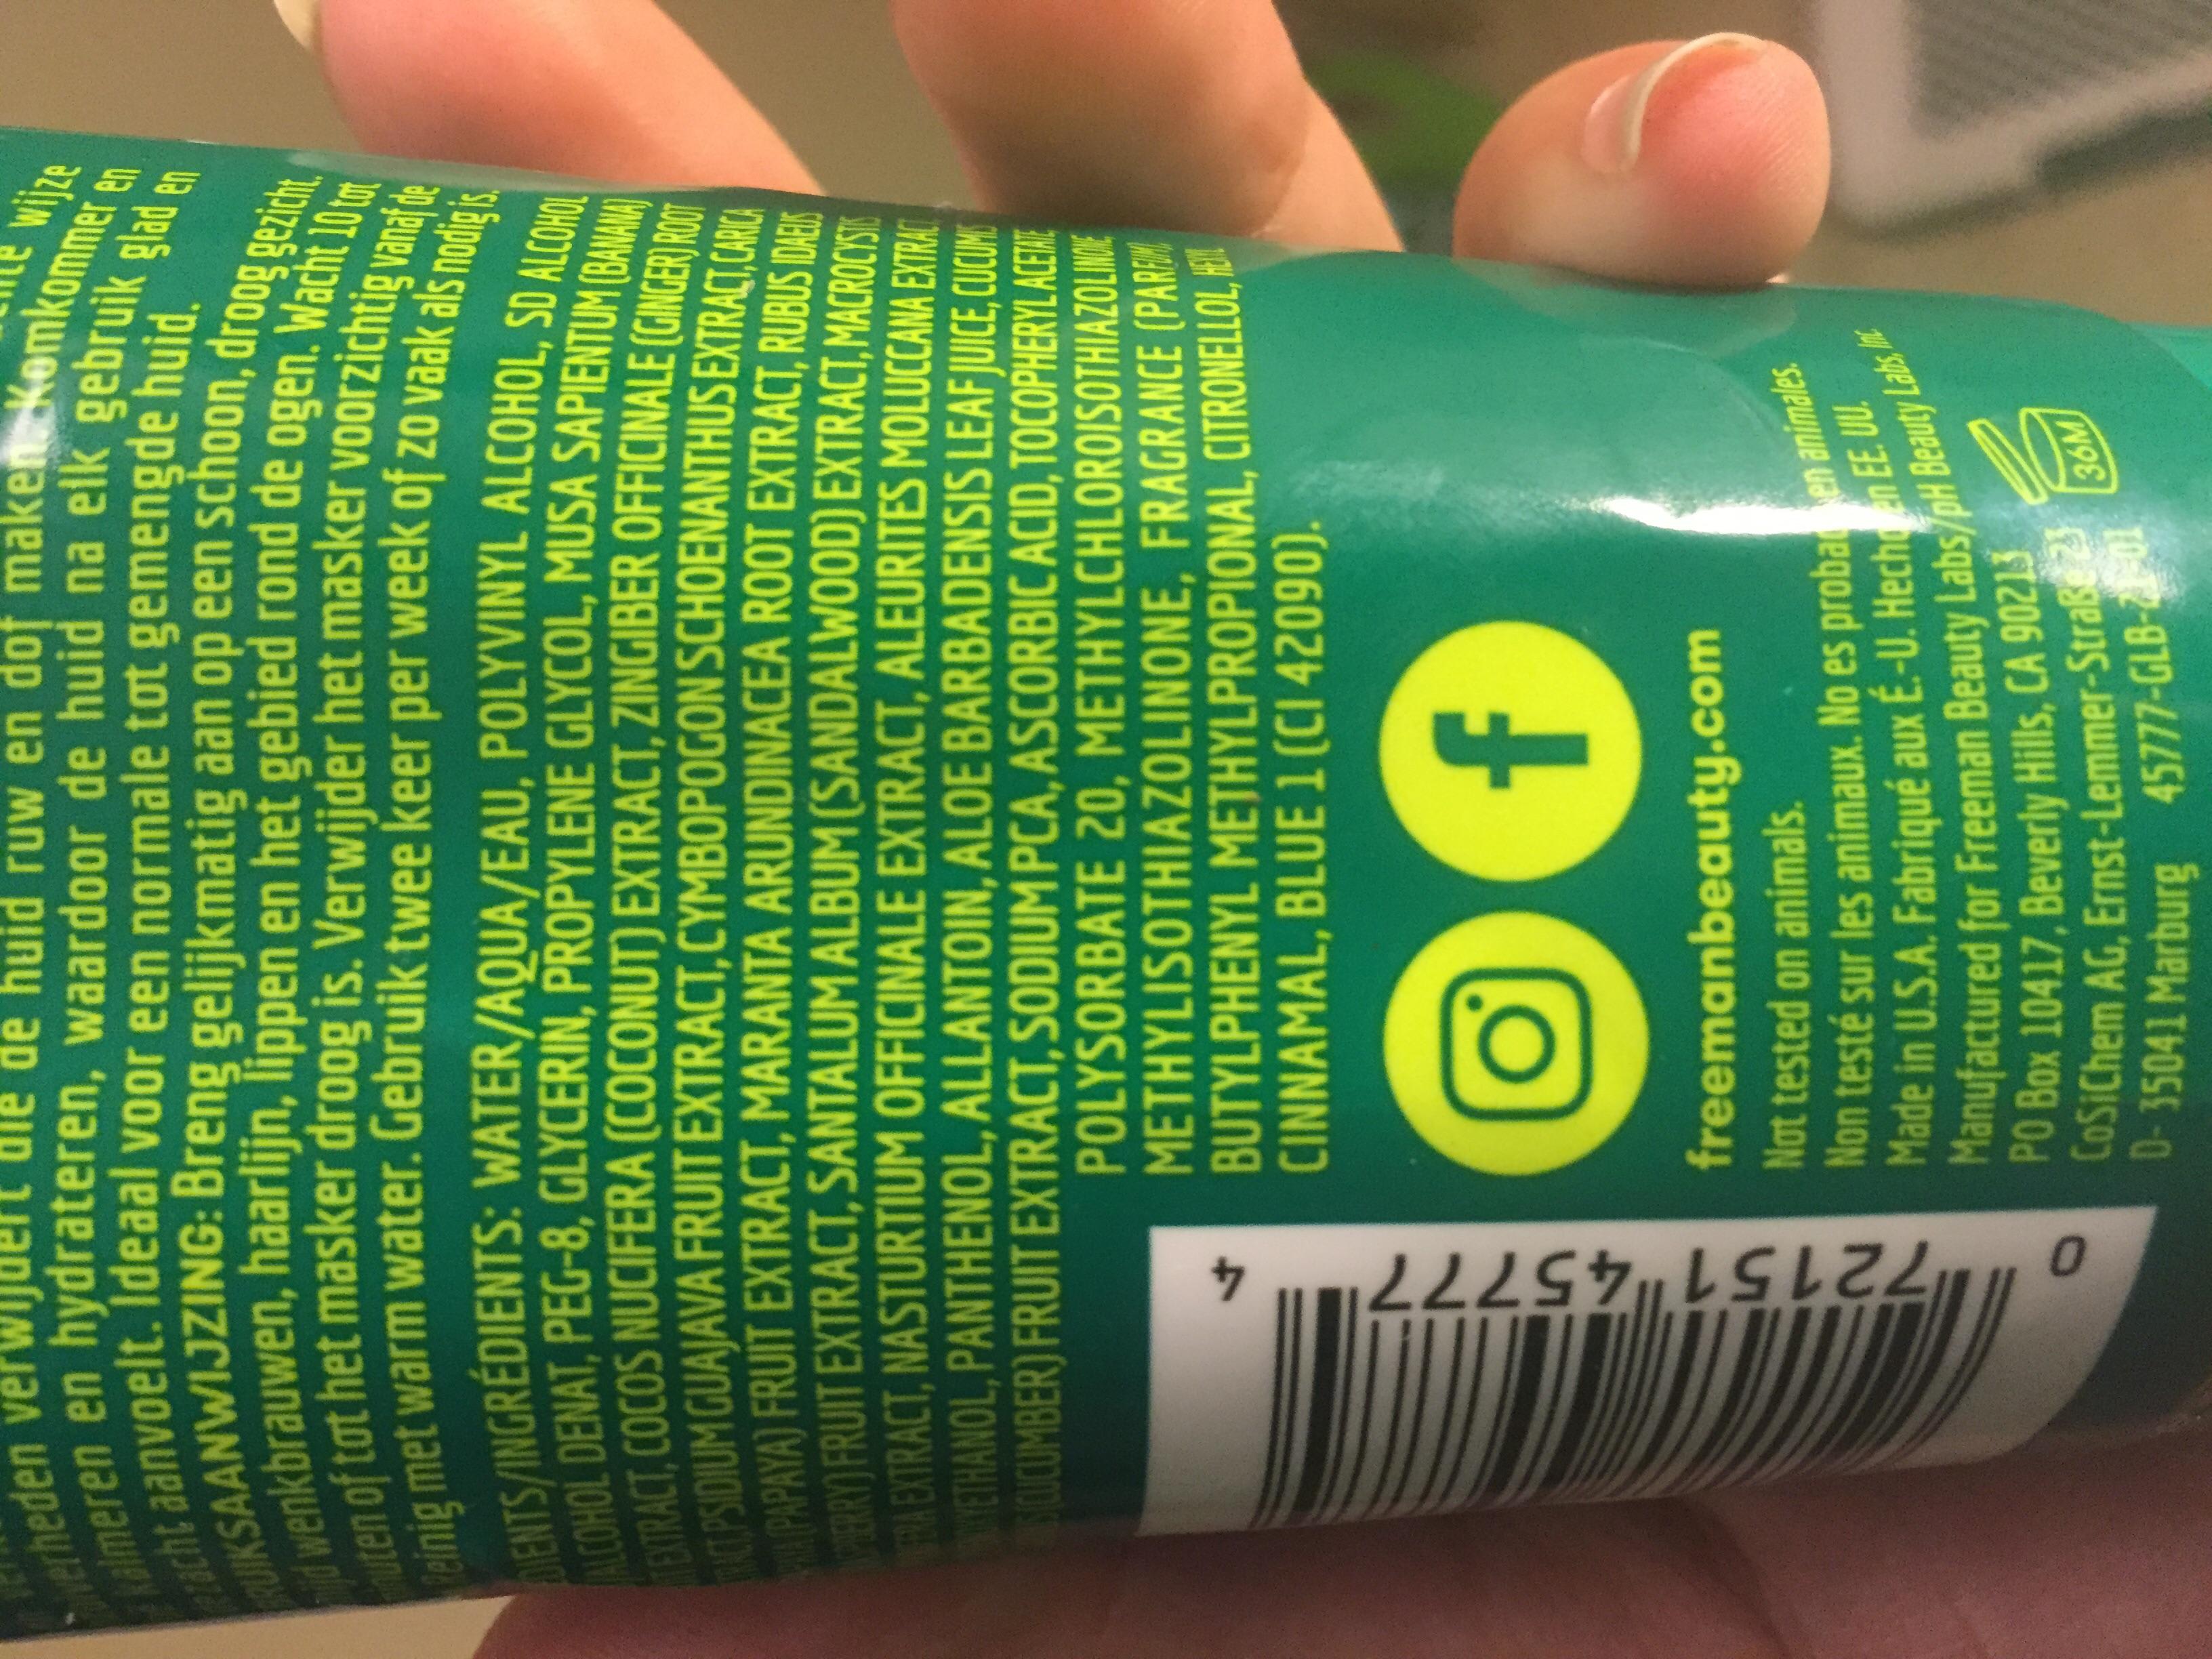 verwijdert die de huid ruw en dof maken. Komkommer en
en hydrateren, waardoor de huid na elk gebruik glad en
zacht aanvoelt. Ideaal voor een normale tot gemengde huid.
Breng gelijkmatig aan op een schoon, droog gezicht.
wenkbrauwen, haarlijn, lippen en het gebied rond de ogen. Wacht 10 tot
of tot het masker droog is. Verwijder het masker voorzichtig vanaf de
met warm water. Gebruik twee keer per week of zo vaak als nodig is.
/INGRÉDIENTS: WATER/AQUA/EAU, POLYVINYL ALCOHOL, SD ALCOHOL
ALCOHOL DENAT, PEG-8, GLYCERIN, PROPYLENE GLYCOL, MUSA SAPIENTUM (BANANA)
EXTRACT, COCOS NUCIFERA (COCONUT) EXTRACT, ZINGIBER OFFICINALE (GINGER) ROOT
PSIDIUM GUAJAVA FRUIT EXTRACT, CYMBOPOGON SCHOENANTHUS EXTRACT, CARICA
(PAPAYA) FRUIT EXTRACT, MARANTA ARUNDINACEA ROOT EXTRACT, RUBUS IDAEUS
FRUIT EXTRACT, SANTALUM ALBUM (SANDALWOOD) EXTRACT, MACROCYSTIS
EXTRACT, NASTURTIUM OFFICINALE EXTRACT, ALEURITES MOLUCCANA EXTRACT,
PANTHENOL, ALLANTOIN, ALOE BARBADENSIS LEAF JUICE, CUCUMIS
(CUCUMBER) FRUIT EXTRACT, SODIUM PCA, ASCORBIC ACID, TOCOPHERYL ACETATE,
POLYSORBATE 20, METHYLCHLOROISOTHIAZOLINONE,
METHYLISOTHIAZOLINONE, FRAGRANCE (PARFUM),
BUTYLPHENYL METHYLPROPIONAL, CITRONELLOL, HEXYL
CINNAMAL, BLUE 1 (CI 42090).
f
freemanbeauty.com
Not tested on animals.
Non testé sur les animaux. No es probado en animales.
Made in U.S.A. Fabriqué aux É.-U. Hecho en EE. UU.
Manufactured for Freeman Beauty Labs/pH Beauty Labs, Inc.
PO Box 10417, Beverly Hills, CA 90213
CoSiChem AG, Ernst-Lemmer-Straße 21
D- 35041 Marburg 45777-GLB-21-01
36M
0 72151 45777 4